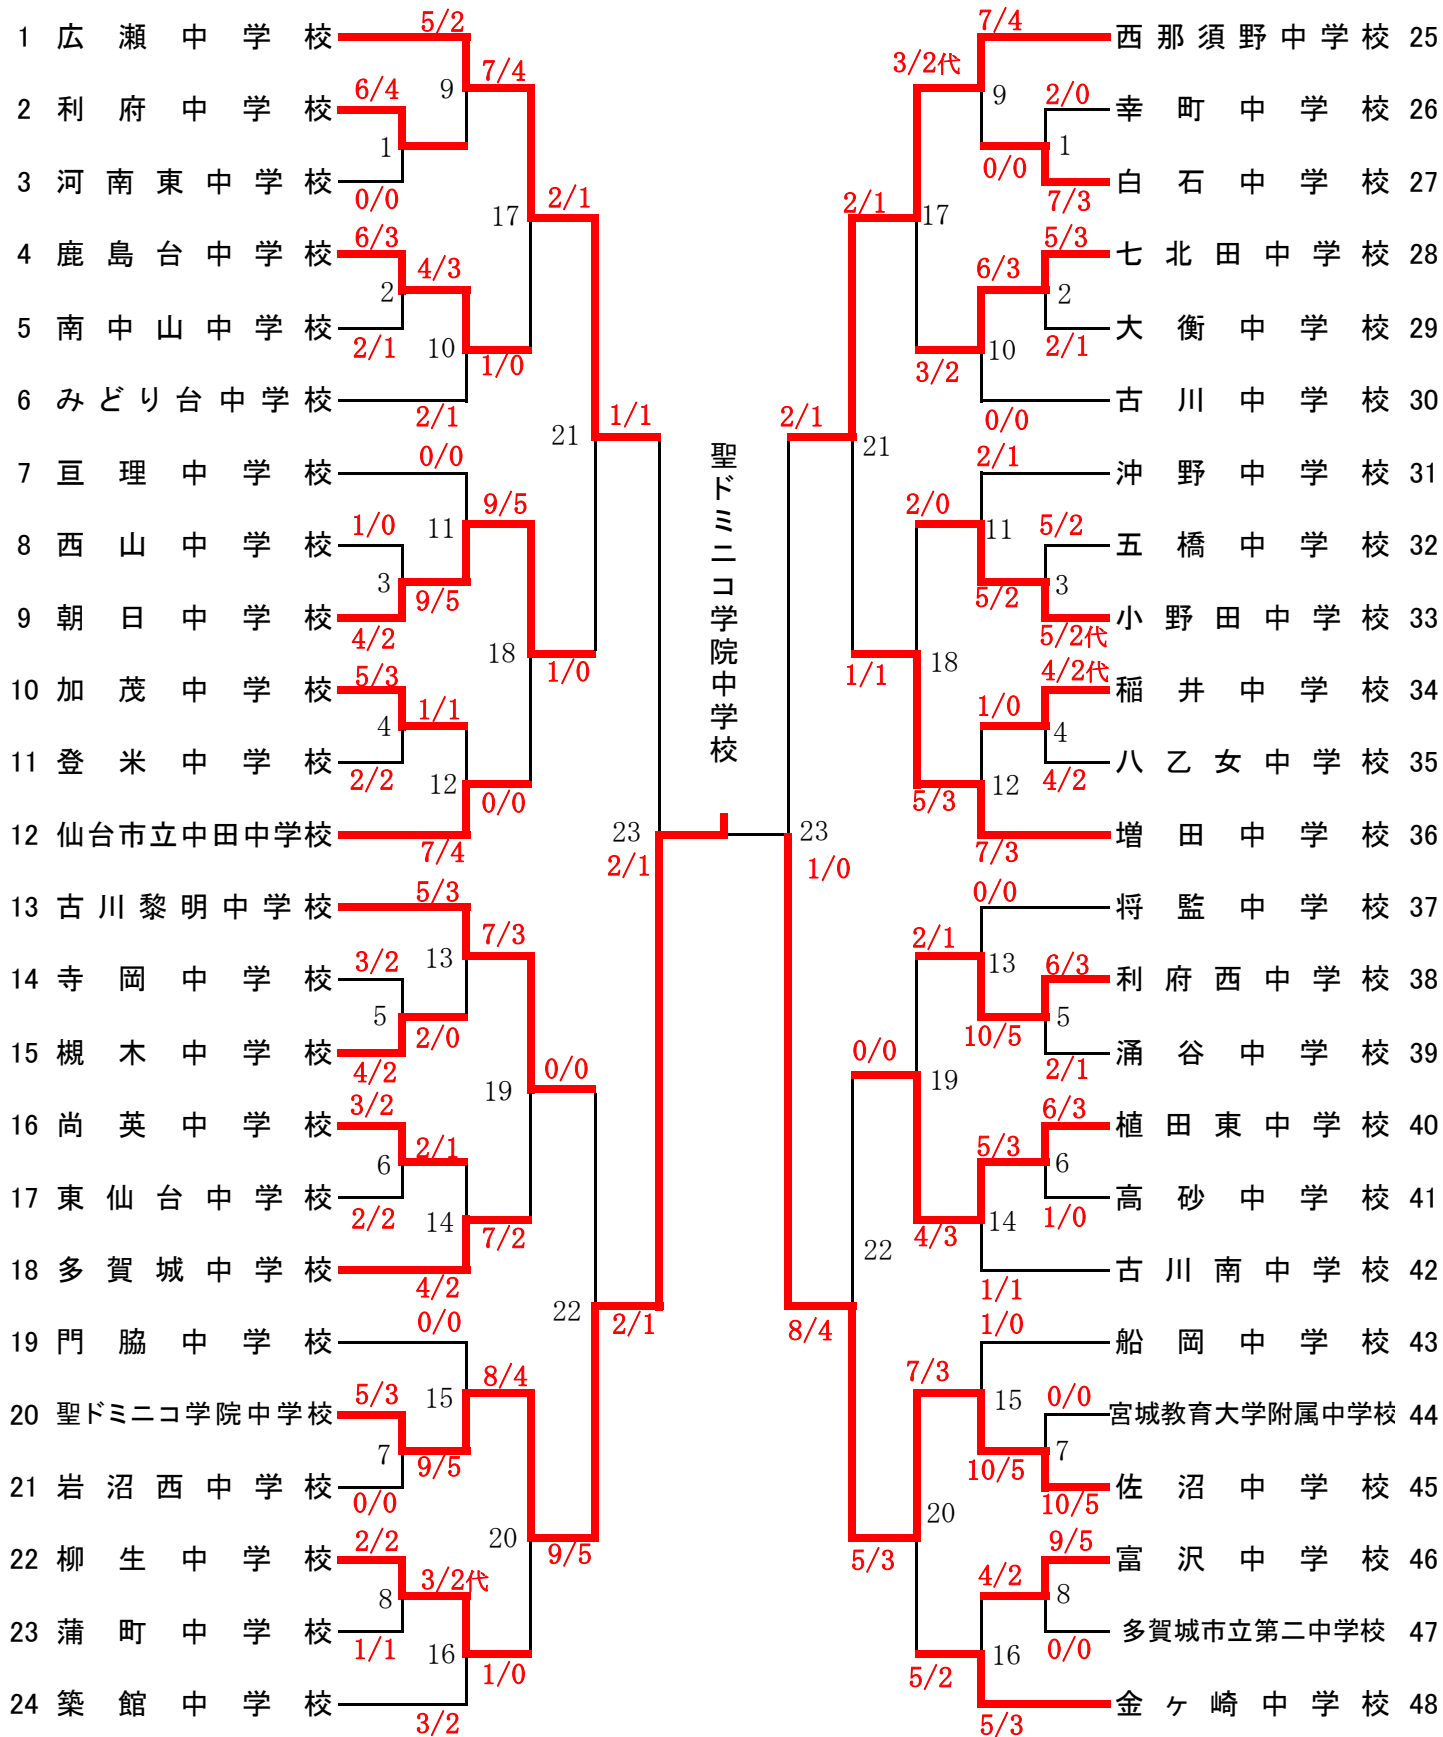 1 広瀬中学校
2 利府中学校
3 河南東中学校
4 鹿島台中学校
5 南中山中学校
6 みどり台中学校
7 亘理中学校
8 西山中学校
9 朝日中学校
10 加茂中学校
11 登米中学校
12 仙台市立中田中学校
13 古川黎明中学校
14 寺岡中学校
15 槻木中学校
16 尚英中学校
17 東仙台中学校
18 多賀城中学校
19 門脇中学校
20 聖ドミニコ学院中学校
21 岩沼西中学校
22 柳生中学校
23 蒲町中学校
24 築館中学校
5/2
6/4
0/0
6/3
2/1
2/1
0/0
1/0
4/2
5/3
2/2
7/4
5/3
3/2
4/2
3/2
2/2
4/2
0/0
5/3
0/0
2/2
1/1
3/2
1
2
3
4
5
6
7
8
4/3
9/5
1/1
2/0
2/1
9/5
3/2代
9
10
11
12
13
14
15
16
7/4
1/0
9/5
0/0
7/3
7/2
8/4
1/0
17
18
19
20
2/1
1/0
0/0
9/5
21
22
1/1
2/1
23
2/1
聖ドミニコ学院中学校
23
1/0
2/1
8/4
21
22
2/1
1/1
0/0
5/3
17
18
19
20
3/2代
3/2
2/0
5/3
2/1
4/3
7/3
5/2
9
10
11
12
13
14
15
16
0/0
6/3
5/2
1/0
10/5
5/3
10/5
4/2
1
2
3
4
5
6
7
8
7/4
2/0
7/3
5/3
2/1
0/0
2/1
5/2
5/2代
4/2代
4/2
7/3
0/0
6/3
2/1
6/3
1/0
1/1
1/0
0/0
10/5
9/5
0/0
5/3
西那須野中学校 25
幸町中学校 26
白石中学校 27
七北田中学校 28
大衡中学校 29
古川中学校 30
沖野中学校 31
五橋中学校 32
小野田中学校 33
稲井中学校 34
八乙女中学校 35
増田中学校 36
将監中学校 37
利府西中学校 38
涌谷中学校 39
植田東中学校 40
高砂中学校 41
古川南中学校 42
船岡中学校 43
宮城教育大学附属中学校 44
佐沼中学校 45
富沢中学校 46
多賀城市立第二中学校 47
金ヶ崎中学校 48